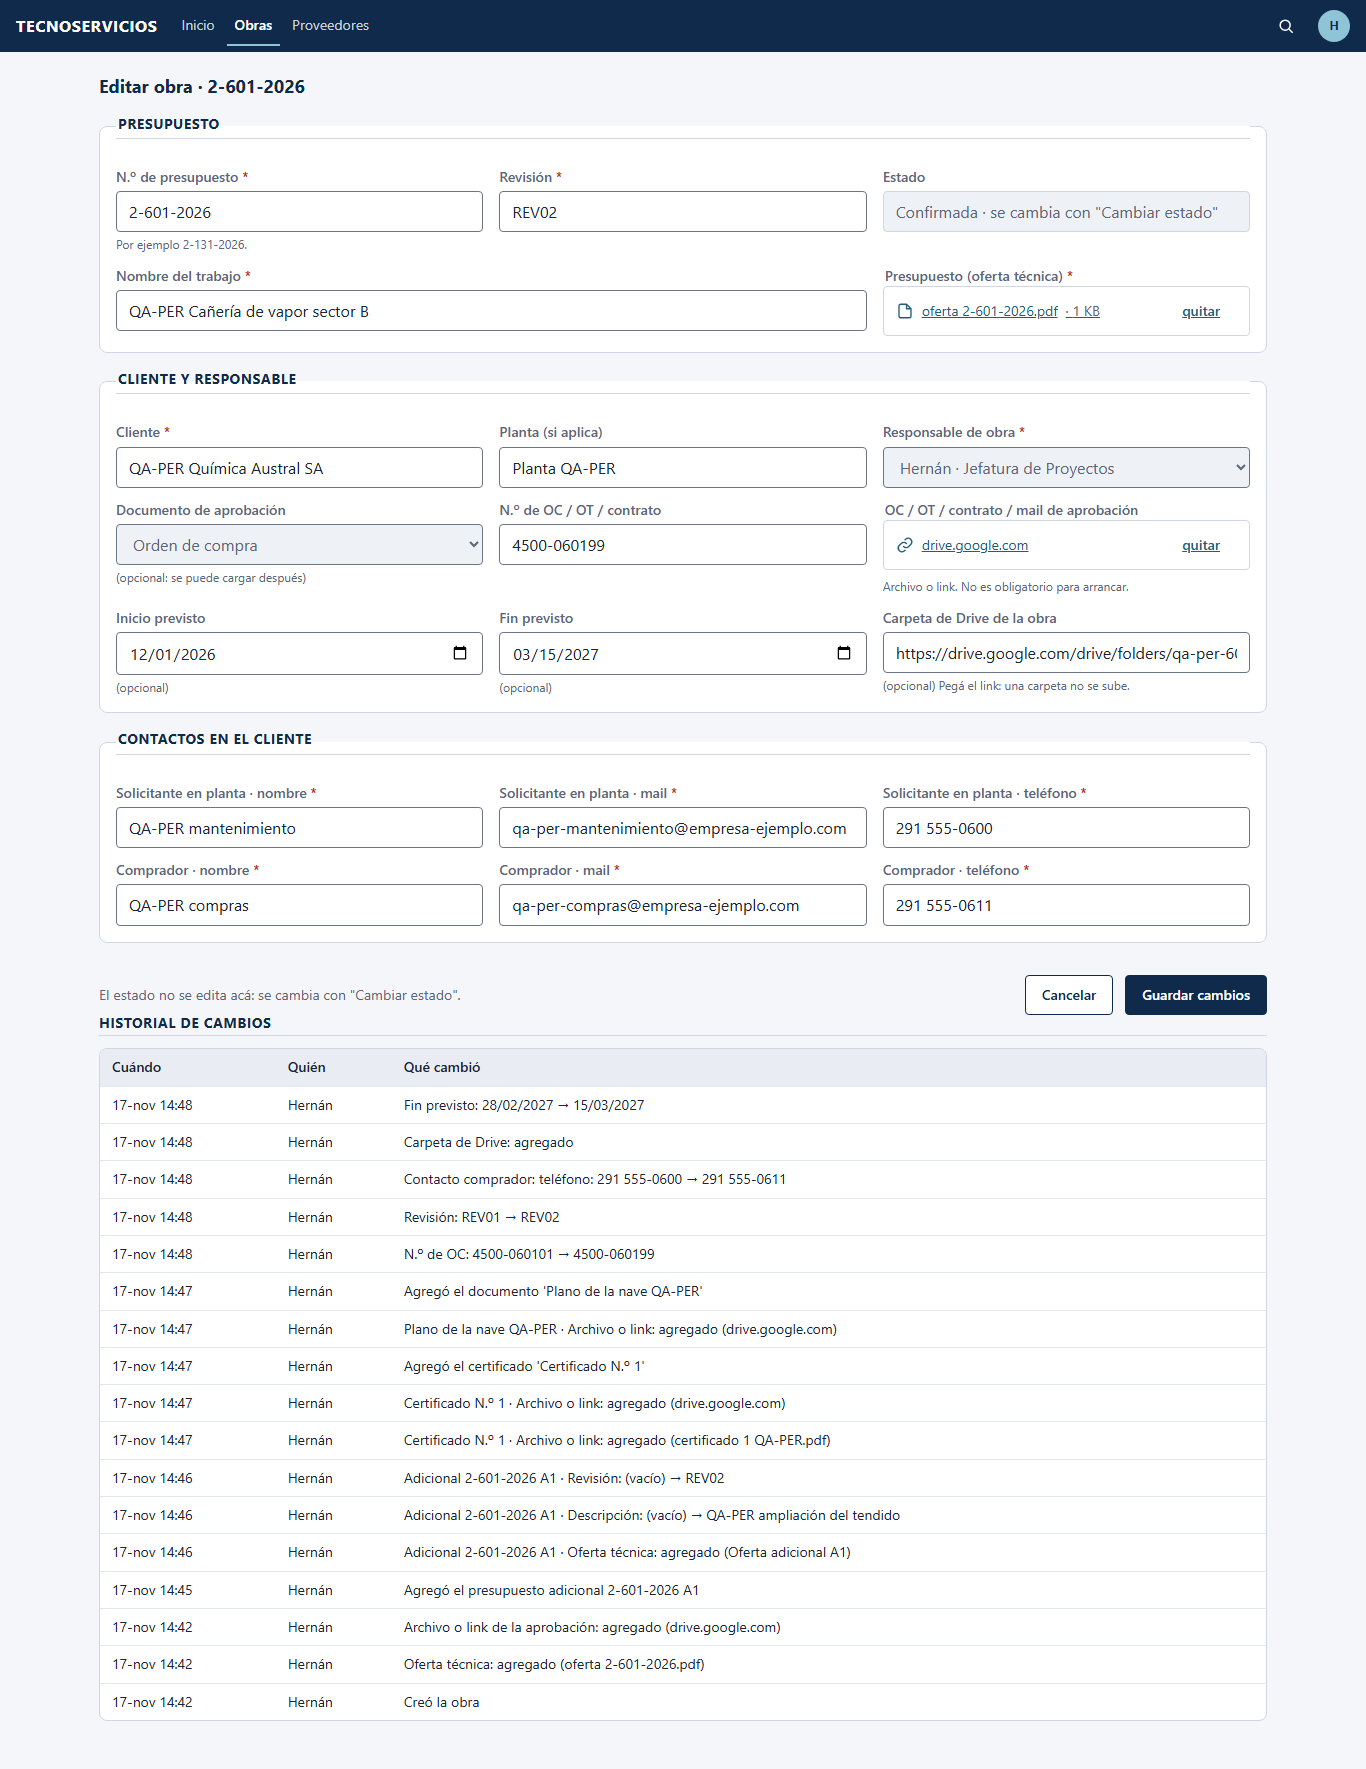 TECNOSERVICIOS Inicio Obras Proveedores H
Editar obra · 2-601-2026
PRESUPUESTO
N.º de presupuesto * Revisión * Estado
2-601-2026 REV02 Confirmada · se cambia con "Cambiar estado"
Por ejemplo 2-131-2026.
Nombre del trabajo * Presupuesto (oferta técnica) *
QA-PER Cañería de vapor sector B oferta 2-601-2026.pdf · 1 KB quitar
CLIENTE Y RESPONSABLE
Cliente * Planta (si aplica) Responsable de obra *
QA-PER Química Austral SA Planta QA-PER Hernán · Jefatura de Proyectos
Documento de aprobación N.º de OC / OT / contrato OC / OT / contrato / mail de aprobación
Orden de compra 4500-060199 drive.google.com quitar
(opcional: se puede cargar después) Archivo o link. No es obligatorio para arrancar.
Inicio previsto Fin previsto Carpeta de Drive de la obra
12/01/2026 03/15/2027 https://drive.google.com/drive/folders/qa-per-60
(opcional) (opcional) (opcional) Pegá el link: una carpeta no se sube.
CONTACTOS EN EL CLIENTE
Solicitante en planta · nombre * Solicitante en planta · mail * Solicitante en planta · teléfono *
QA-PER mantenimiento qa-per-mantenimiento@empresa-ejemplo.com 291 555-0600
Comprador · nombre * Comprador · mail * Comprador · teléfono *
QA-PER compras qa-per-compras@empresa-ejemplo.com 291 555-0611
El estado no se edita acá: se cambia con "Cambiar estado". Cancelar Guardar cambios
HISTORIAL DE CAMBIOS
Cuándo Quién Qué cambió
17-nov 14:48 Hernán Fin previsto: 28/02/2027 → 15/03/2027
17-nov 14:48 Hernán Carpeta de Drive: agregado
17-nov 14:48 Hernán Contacto comprador: teléfono: 291 555-0600 → 291 555-0611
17-nov 14:48 Hernán Revisión: REV01 → REV02
17-nov 14:48 Hernán N.º de OC: 4500-060101 → 4500-060199
17-nov 14:47 Hernán Agregó el documento 'Plano de la nave QA-PER'
17-nov 14:47 Hernán Plano de la nave QA-PER · Archivo o link: agregado (drive.google.com)
17-nov 14:47 Hernán Agregó el certificado 'Certificado N.º 1'
17-nov 14:47 Hernán Certificado N.º 1 · Archivo o link: agregado (drive.google.com)
17-nov 14:47 Hernán Certificado N.º 1 · Archivo o link: agregado (certificado 1 QA-PER.pdf)
17-nov 14:46 Hernán Adicional 2-601-2026 A1 · Revisión: (vacío) → REV02
17-nov 14:46 Hernán Adicional 2-601-2026 A1 · Descripción: (vacío) → QA-PER ampliación del tendido
17-nov 14:46 Hernán Adicional 2-601-2026 A1 · Oferta técnica: agregado (Oferta adicional A1)
17-nov 14:45 Hernán Agregó el presupuesto adicional 2-601-2026 A1
17-nov 14:42 Hernán Archivo o link de la aprobación: agregado (drive.google.com)
17-nov 14:42 Hernán Oferta técnica: agregado (oferta 2-601-2026.pdf)
17-nov 14:42 Hernán Creó la obra